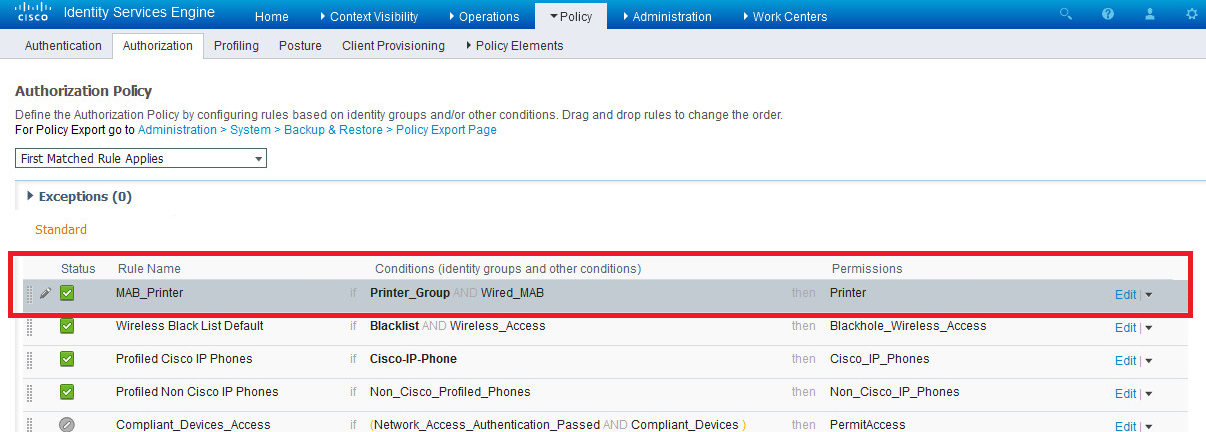 cisco Identity Services Engine Home Context Visibility Operations Policy Administration Work Centers
Authentication Authorization Profiling Posture Client Provisioning Policy Elements
Authorization Policy
Define the Authorization Policy by configuring rules based on identity groups and/or other conditions. Drag and drop rules to change the order.
For Policy Export go to Administration > System > Backup & Restore > Policy Export Page
First Matched Rule Applies
Exceptions (0)
Standard
Status Rule Name Conditions (identity groups and other conditions) Permissions
MAB_Printer if Printer_Group AND Wired_MAB then Printer Edit |
Wireless Black List Default if Blacklist AND Wireless_Access then Blackhole_Wireless_Access Edit |
Profiled Cisco IP Phones if Cisco-IP-Phone then Cisco_IP_Phones Edit |
Profiled Non Cisco IP Phones if Non_Cisco_Profiled_Phones then Non_Cisco_IP_Phones Edit |
Compliant_Devices_Access if (Network_Access_Authentication_Passed AND Compliant_Devices ) then PermitAccess Edit |